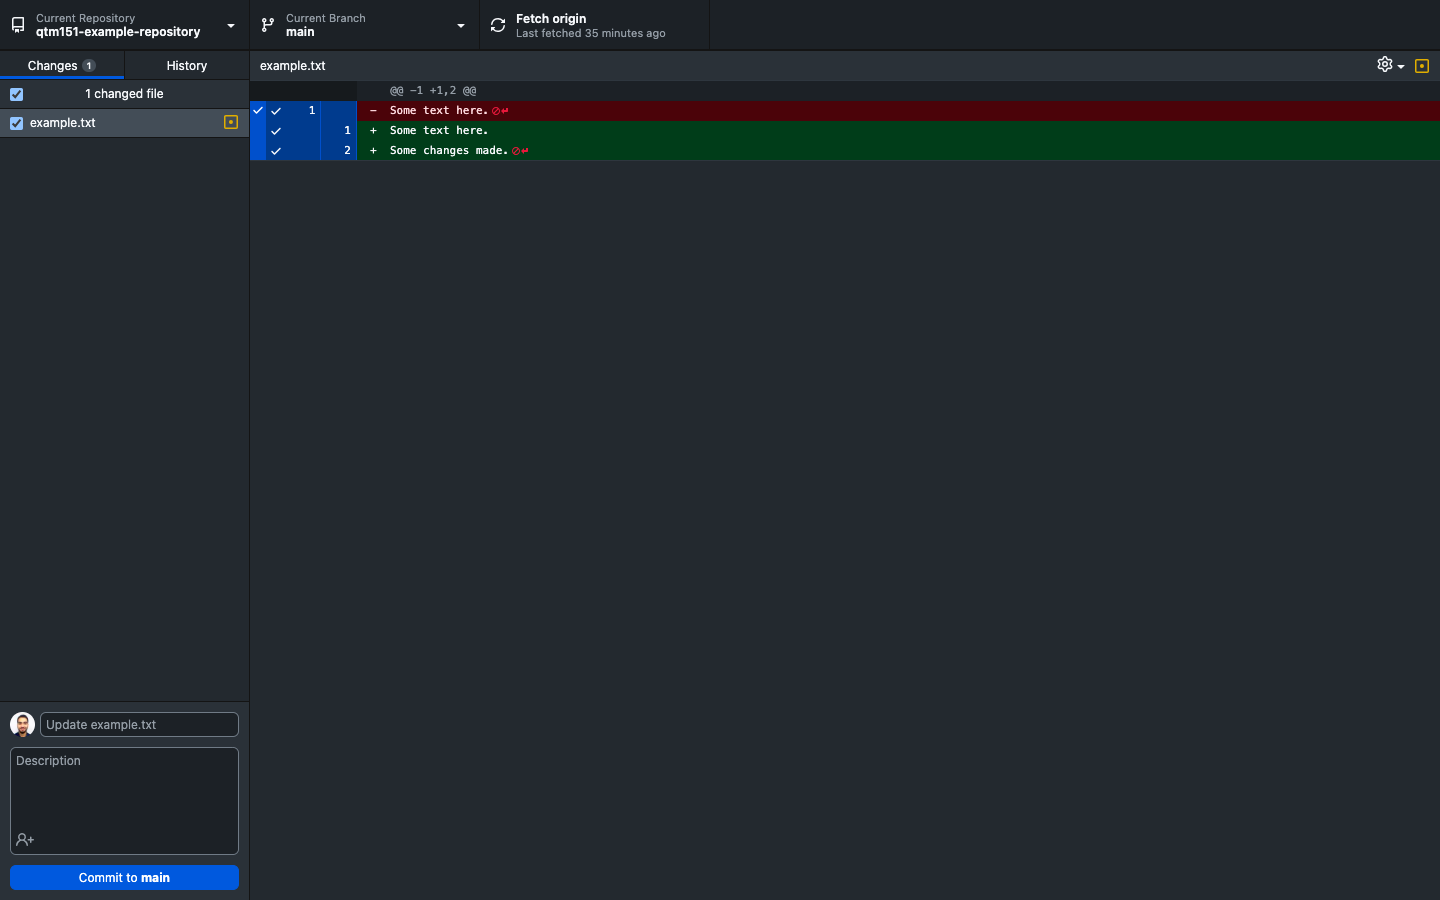 Current Repository
qtm151-example-repository
Current Branch
main
Fetch origin
Last fetched 35 minutes ago
Changes 1
History
example.txt
1 changed file
example.txt
@@ -1 +1,2 @@
1 - Some text here.
1 + Some text here.
2 + Some changes made.
Update example.txt
Description
Commit to main